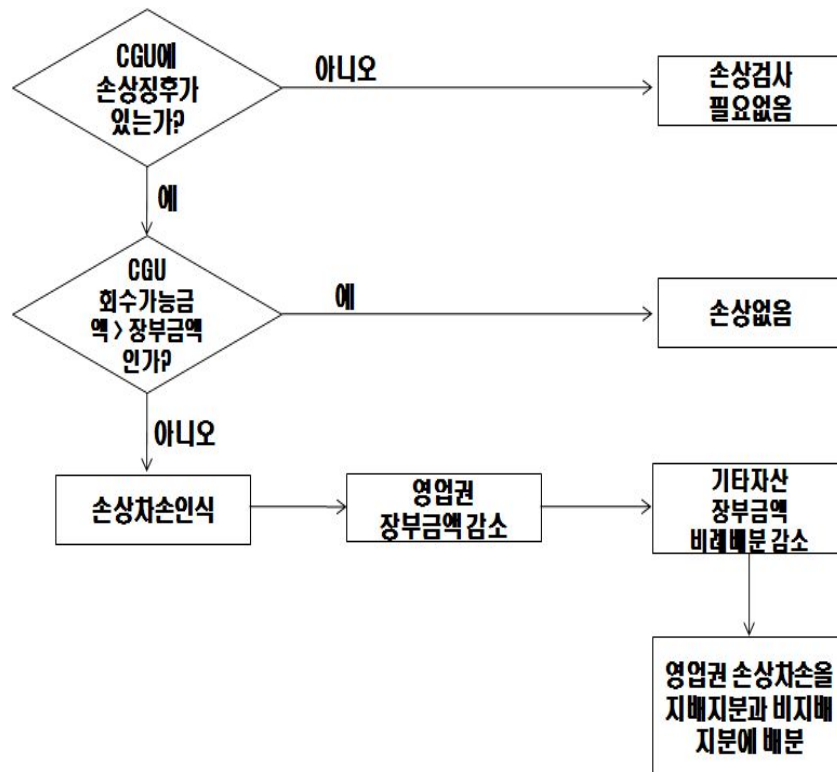 CGU에
손상징후가
있는가?
아니오
손상검사
필요없음
예
CGU
회수가능금
액 > 장부금액
인가?
예
손상없음
아니오
손상차손인식
영업권
장부금액 감소
기타자산
장부금액
비례배분 감소
영업권 손상차손을
지배지분과 비지배
지분에 배분